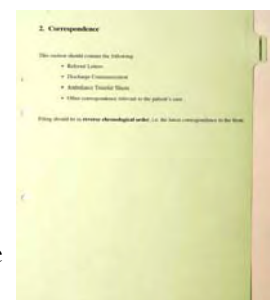 2. Correspondence
This section should contain the following:
• Referral Letters
• Discharge Communication
• Ambulance Transfer Sheets
• Other correspondence relevant to the patient's care
Filing should be in reverse chronological order, i.e. the latest correspondence to the front.